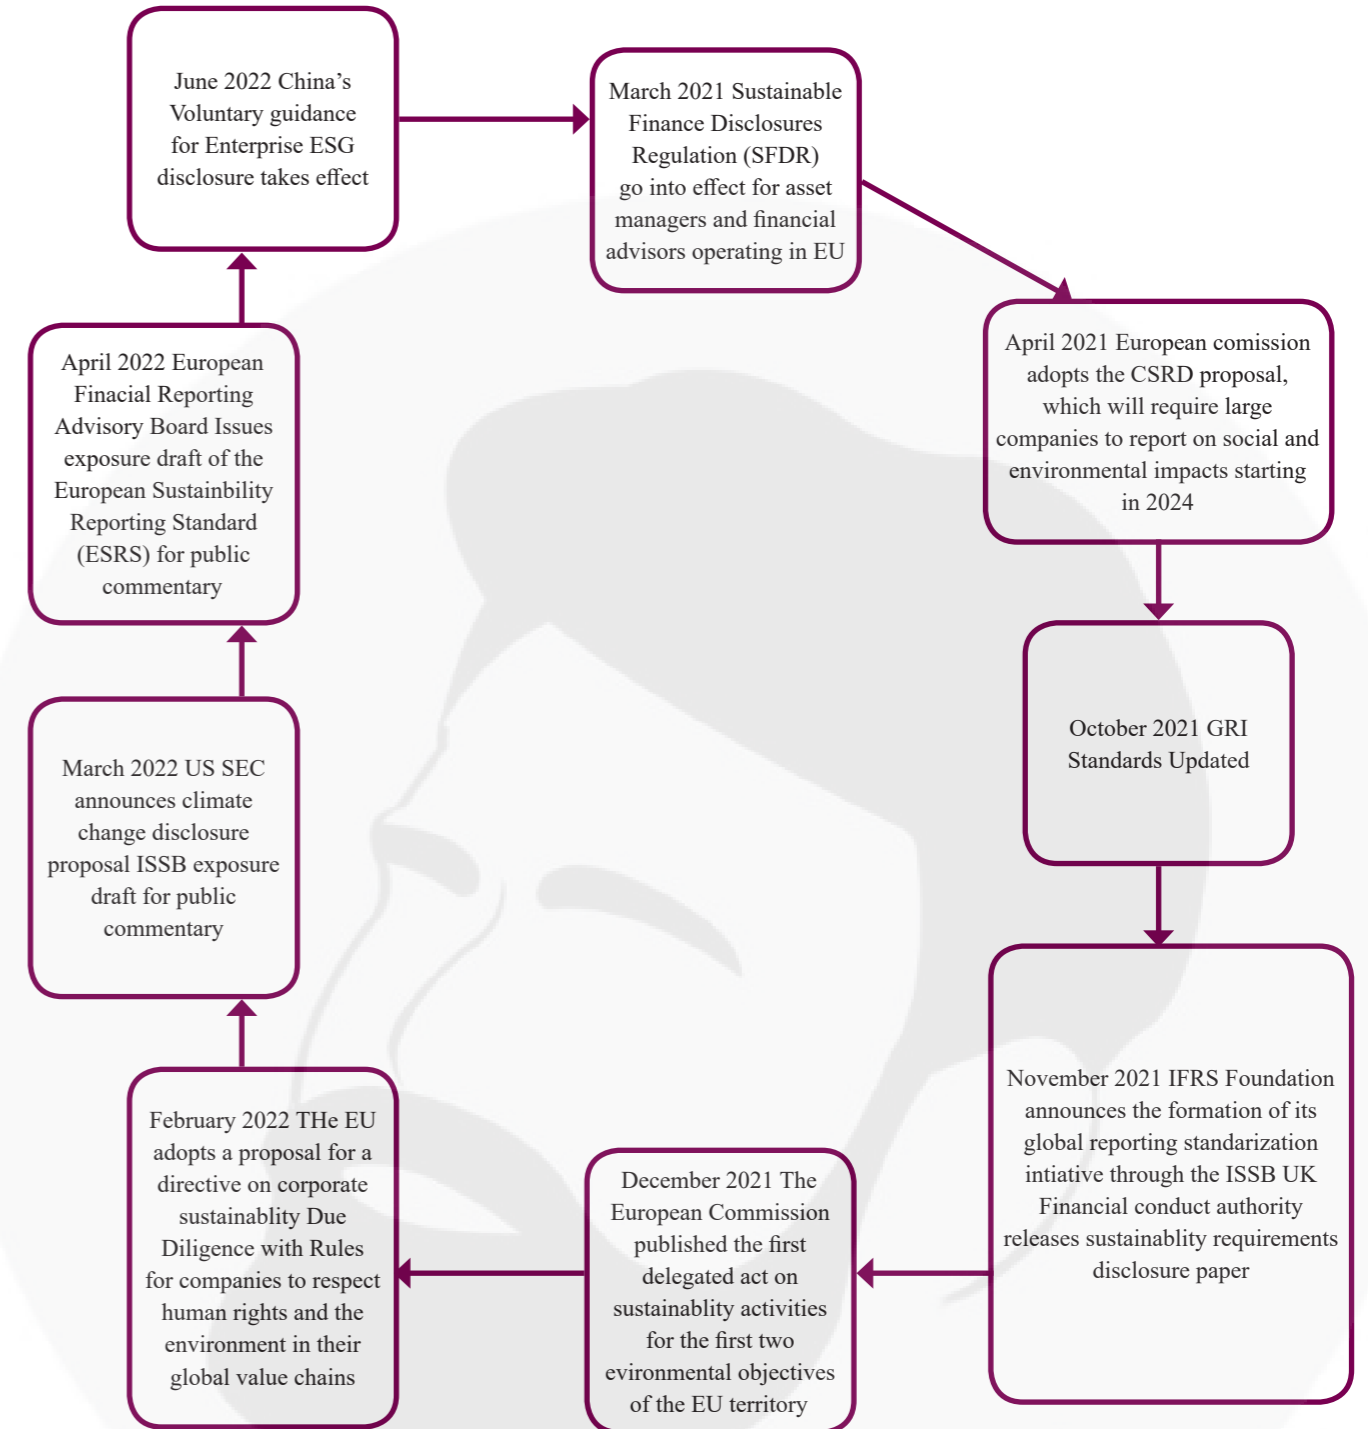 June 2022 China’s
Voluntary guidance
for Enterprise ESG
disclosure takes effect
March 2021 Sustainable
Finance Disclosures
Regulation (SFDR)
go into effect for asset
managers and financial
advisors operating in EU
April 2021 European comission
adopts the CSRD proposal,
which will require large
companies to report on social and
environmental impacts starting
in 2024
October 2021 GRI
Standards Updated
November 2021 IFRS Foundation
announces the formation of its
global reporting standarization
intiative through the ISSB UK
Financial conduct authority
releases sustainablity requirements
disclosure paper
December 2021 The
European Commission
published the first
delegated act on
sustainablity activities
for the first two
evironmental objectives
of the EU territory
February 2022 THe EU
adopts a proposal for a
directive on corporate
sustainablity Due
Diligence with Rules
for companies to respect
human rights and the
environment in their
global value chains
March 2022 US SEC
announces climate
change disclosure
proposal ISSB exposure
draft for public
commentary
April 2022 European
Finacial Reporting
Advisory Board Issues
exposure draft of the
European Sustainbility
Reporting Standard
(ESRS) for public
commentary